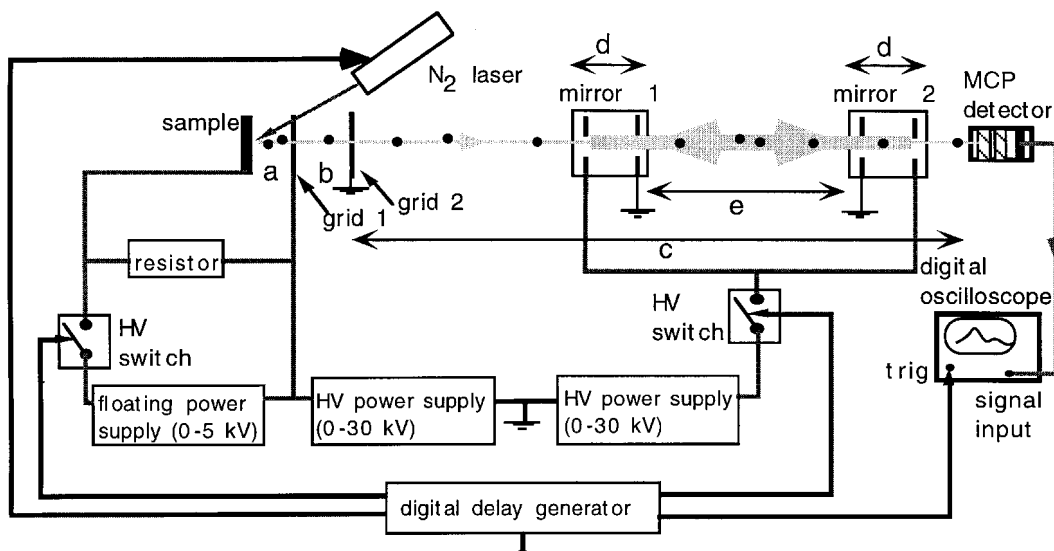 N2 laser
sample
a
b
grid 1
grid 2
d
mirror 1
d
mirror 2
MCP
detector
e
c
resistor
HV
switch
HV
switch
digital
oscilloscope
trig
signal
input
floating power
supply (0-5 kV)
HV power supply
(0-30 kV)
HV power supply
(0-30 kV)
digital delay generator